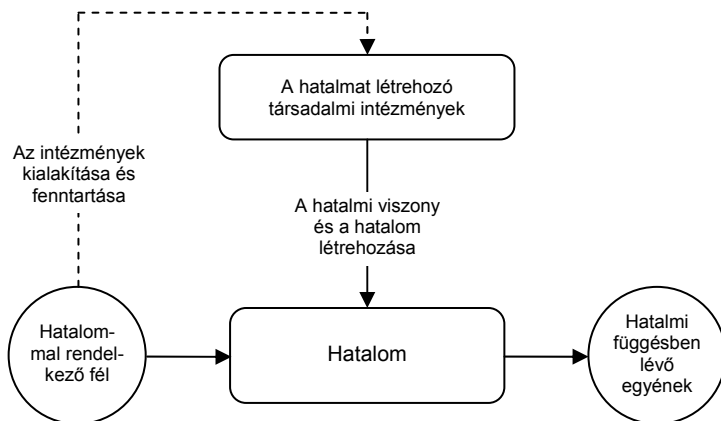 A hatalmat létrehozó
társadalmi intézmények
Az intézmények
kialakítása és
fenntartása
A hatalmi viszony
és a hatalom
létrehozása
Hatalom-
mal rendel-
kező fél
Hatalom
Hatalmi
függésben
lévő
egyének